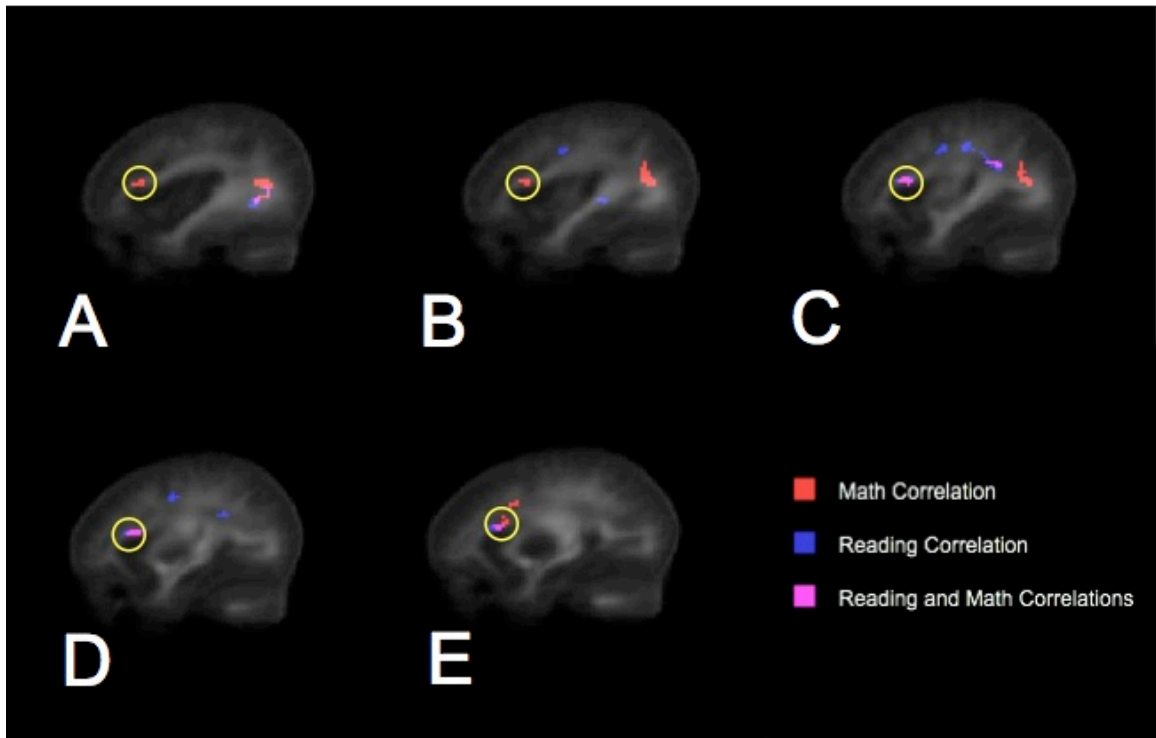 A
B
C
D
E
Math Correlation
Reading Correlation
Reading and Math Correlations